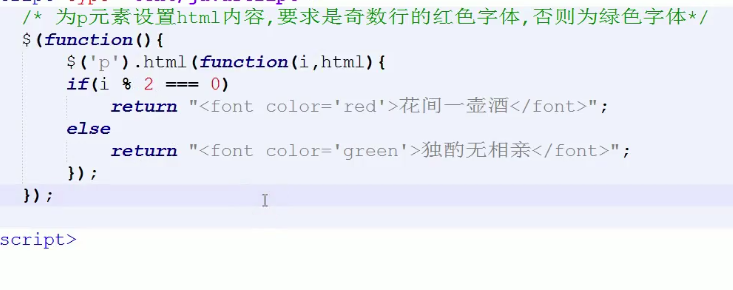 /* 为p元素设置html内容,要求是奇数行的红色字体,否则为绿色字体*/
$(function(){
$('p').html(function(i,html){
if(i % 2 === 0)
return "<font color='red'>花间一壶酒</font>";
else
return "<font color='green'>独酌无相亲</font>";
});
});
script>